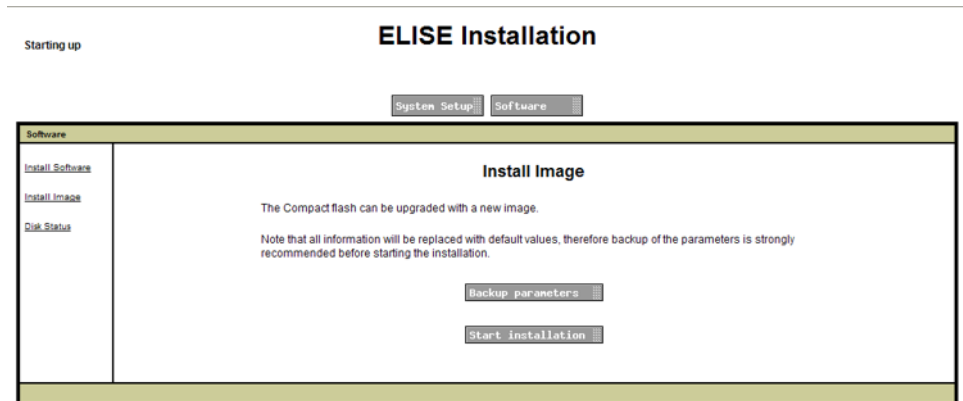 Starting up
ELISE Installation
System Setup
Software
Software
Install Software
Install Image
Disk Status
Install Image
The Compact flash can be upgraded with a new image.
Note that all information will be replaced with default values, therefore backup of the parameters is strongly
recommended before starting the installation.
Backup parameters
Start installation